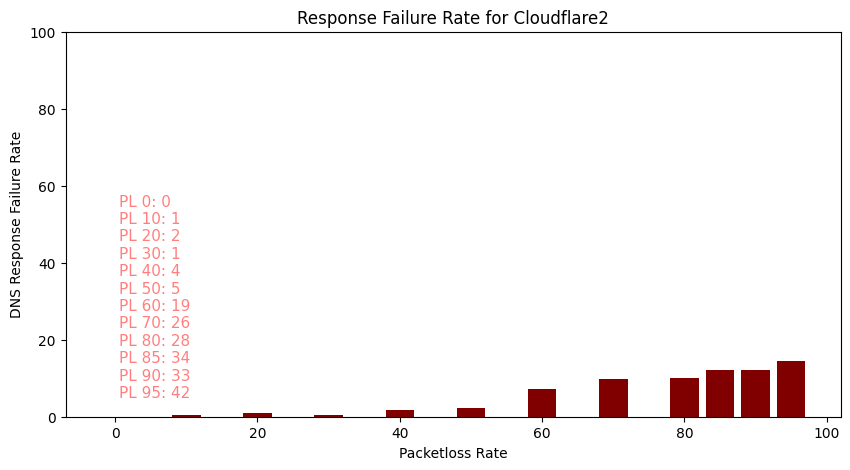 Response Failure Rate for Cloudflare2
100
80
60
40
20
0
DNS Response Failure Rate
PL 0: 0
PL 10: 1
PL 20: 2
PL 30: 1
PL 40: 4
PL 50: 5
PL 60: 19
PL 70: 26
PL 80: 28
PL 85: 34
PL 90: 33
PL 95: 42
0 20 40 60 80 100
Packetloss Rate